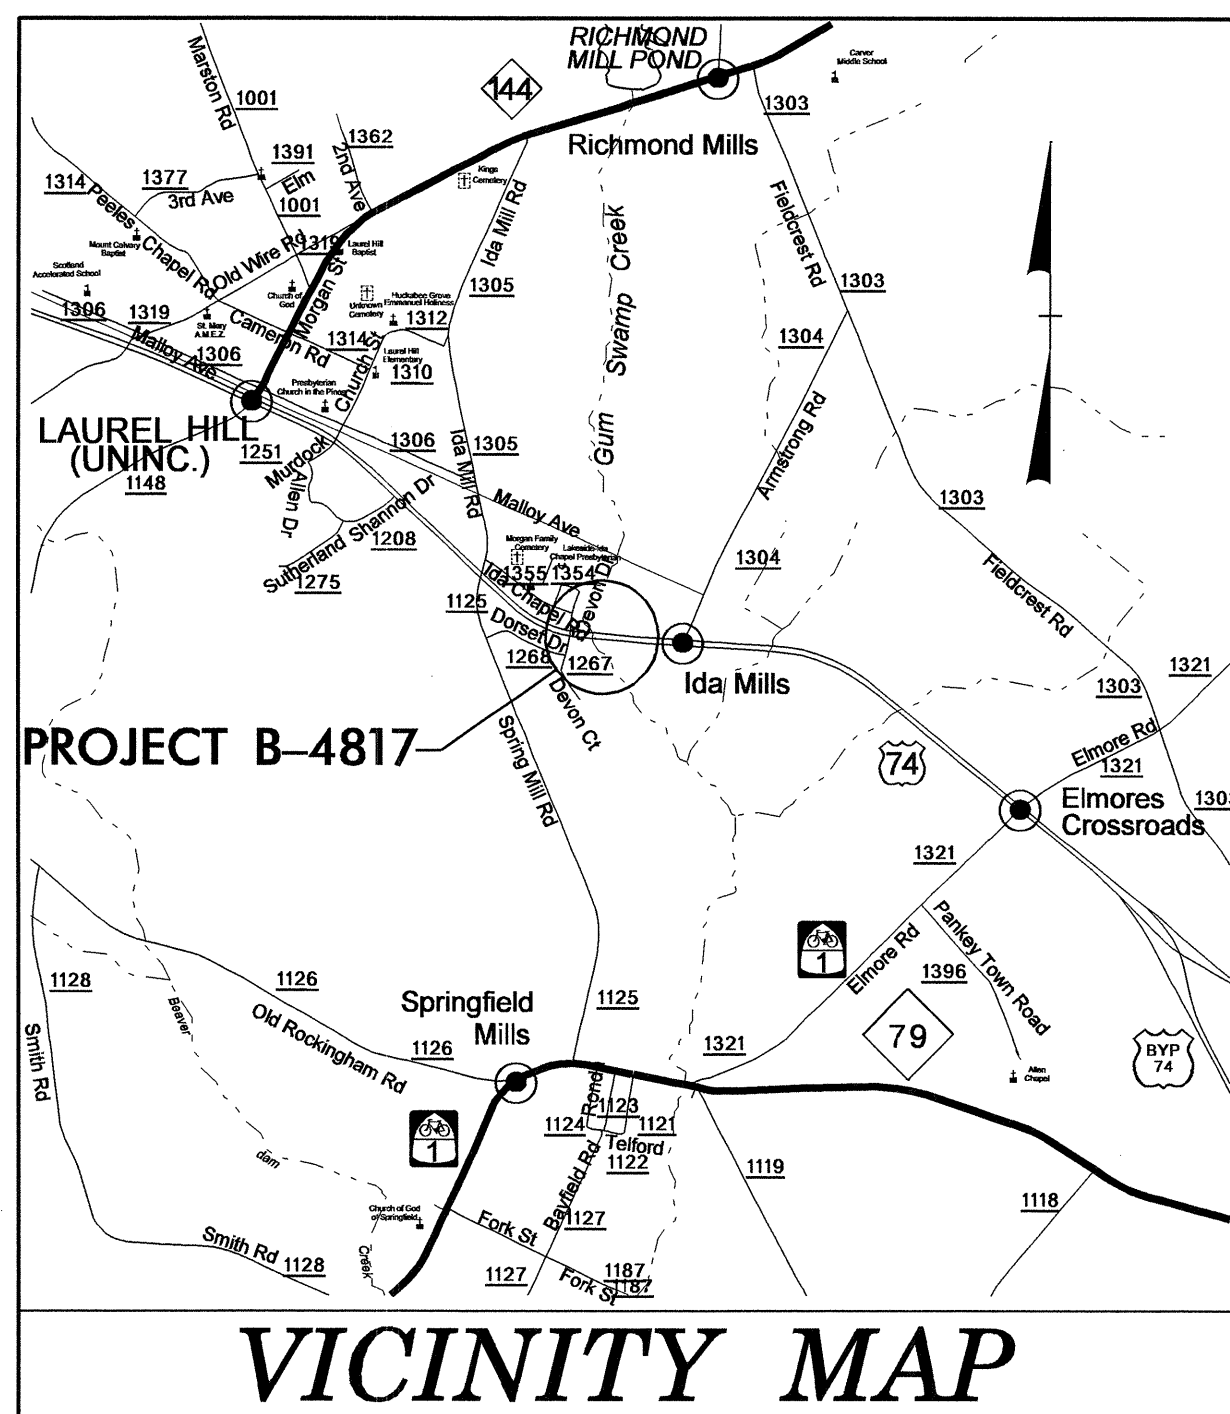 RICHMOND
MILL POND
Carver
Middle School
Marston Rd
144
1001
1303
Richmond Mills
1362
1391
2nd Ave
Elm
Kings
Cemetery
1314
1377
3rd Ave
Peeles
Chapel Rd
1001
Ida Mill Rd
Gum Swamp Creek
Fieldcrest Rd
Mount Calvary
Baptist
Old Wire Rd
1319
Laurel Hill
Baptist
Scotland
Accelerated School
1305
1303
Church of
God
Morgan St
Unknown
Cemetery
Huckabee Grove
Emmanuel Holiness
1306
1319
St. Mary
A.M.E.Z.
Cameron Rd
1314
1312
1304
Malloy Ave
1306
Church St
Laurel Hill
Elementary
1310
Presbyterian
Church in the Pines
LAUREL HILL
(UNINC.)
1251
1148
Murdock
Allen Dr
1306
Ida Mill Rd
1305
Armstrong Rd
Malloy Ave
1303
Sutherland
Shannon Dr
1208
1275
Morgan Family
Cemetery
Lakeside-Ida
Chapel Presbyterian
1304
Ida Chapel Rd
1355
1354
Devon Dr
1125
Dorset Dr
Fieldcrest Rd
1268
1267
Ida Mills
1321
1303
Devon Ct
PROJECT B-4817
Spring Mill Rd
74
Elmore Rd
1321
Elmores
Crossroads
1303
1321
Pankey Town Road
Elmore Rd
1
1396
1128
1126
Beaver
Springfield
Mills
1125
Old Rockingham Rd
1126
1321
79
BYP
74
Smith Rd
Allen
Chapel
1
Rond
1123
1124
1121
Telford
1122
dam
1119
Bayfield Rd
1118
Church of God
of Springfield
Fork St
1127
Smith Rd
1128
Creek
1127
Fork St
1187
1187
VICINITY MAP